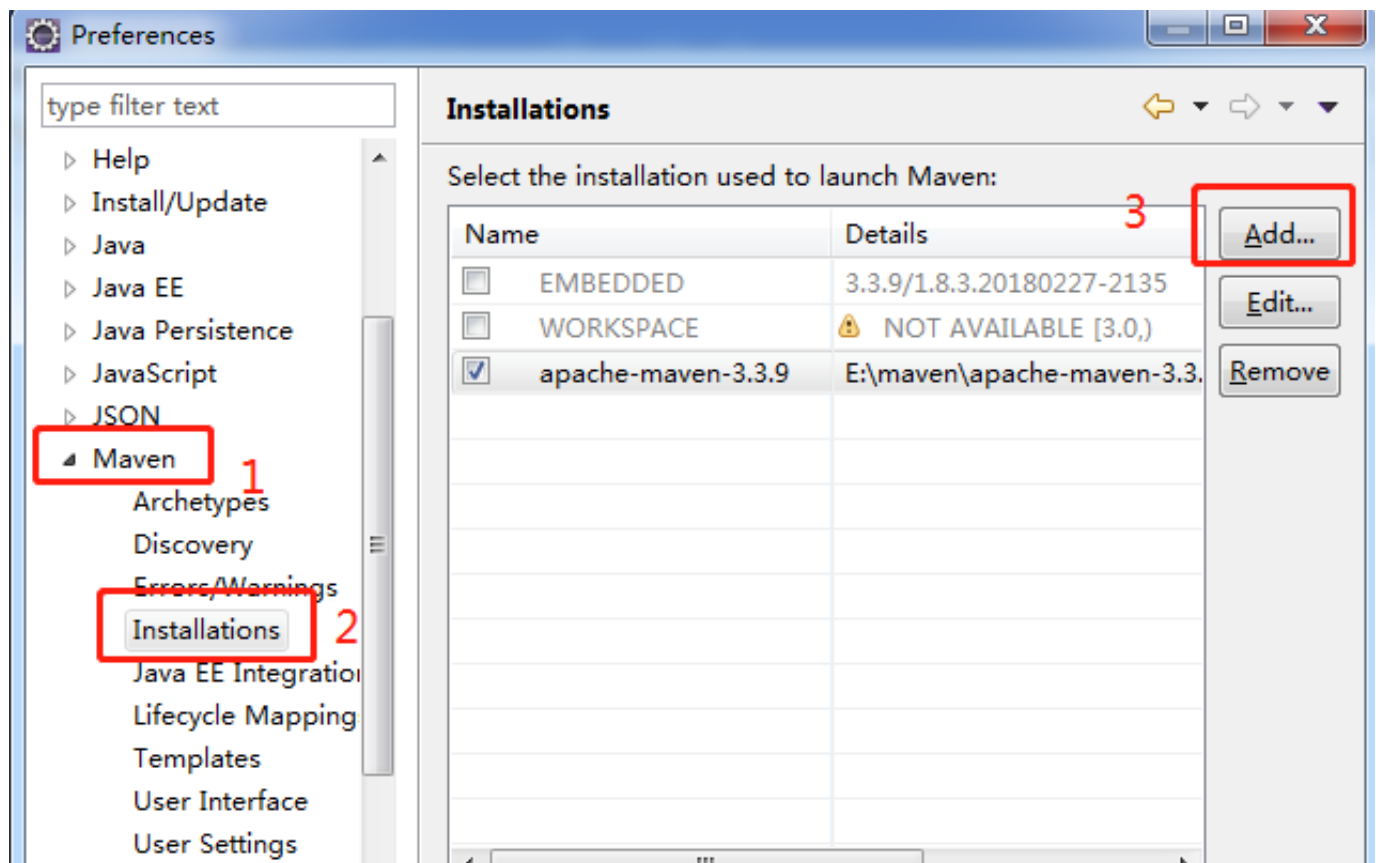 Preferences
type filter text
Help
Install/Update
Java
Java EE
Java Persistence
JavaScript
JSON
Maven
1
Archetypes
Discovery
Errors/Warnings
Installations
2
Java EE Integration
Lifecycle Mapping
Templates
User Interface
User Settings
Installations
Select the installation used to launch Maven:
Name Details
EMBEDDED 3.3.9/1.8.3.20180227-2135
WORKSPACE NOT AVAILABLE [3.0,)
apache-maven-3.3.9 E:\maven\apache-maven-3.3.
3
Add...
Edit...
Remove